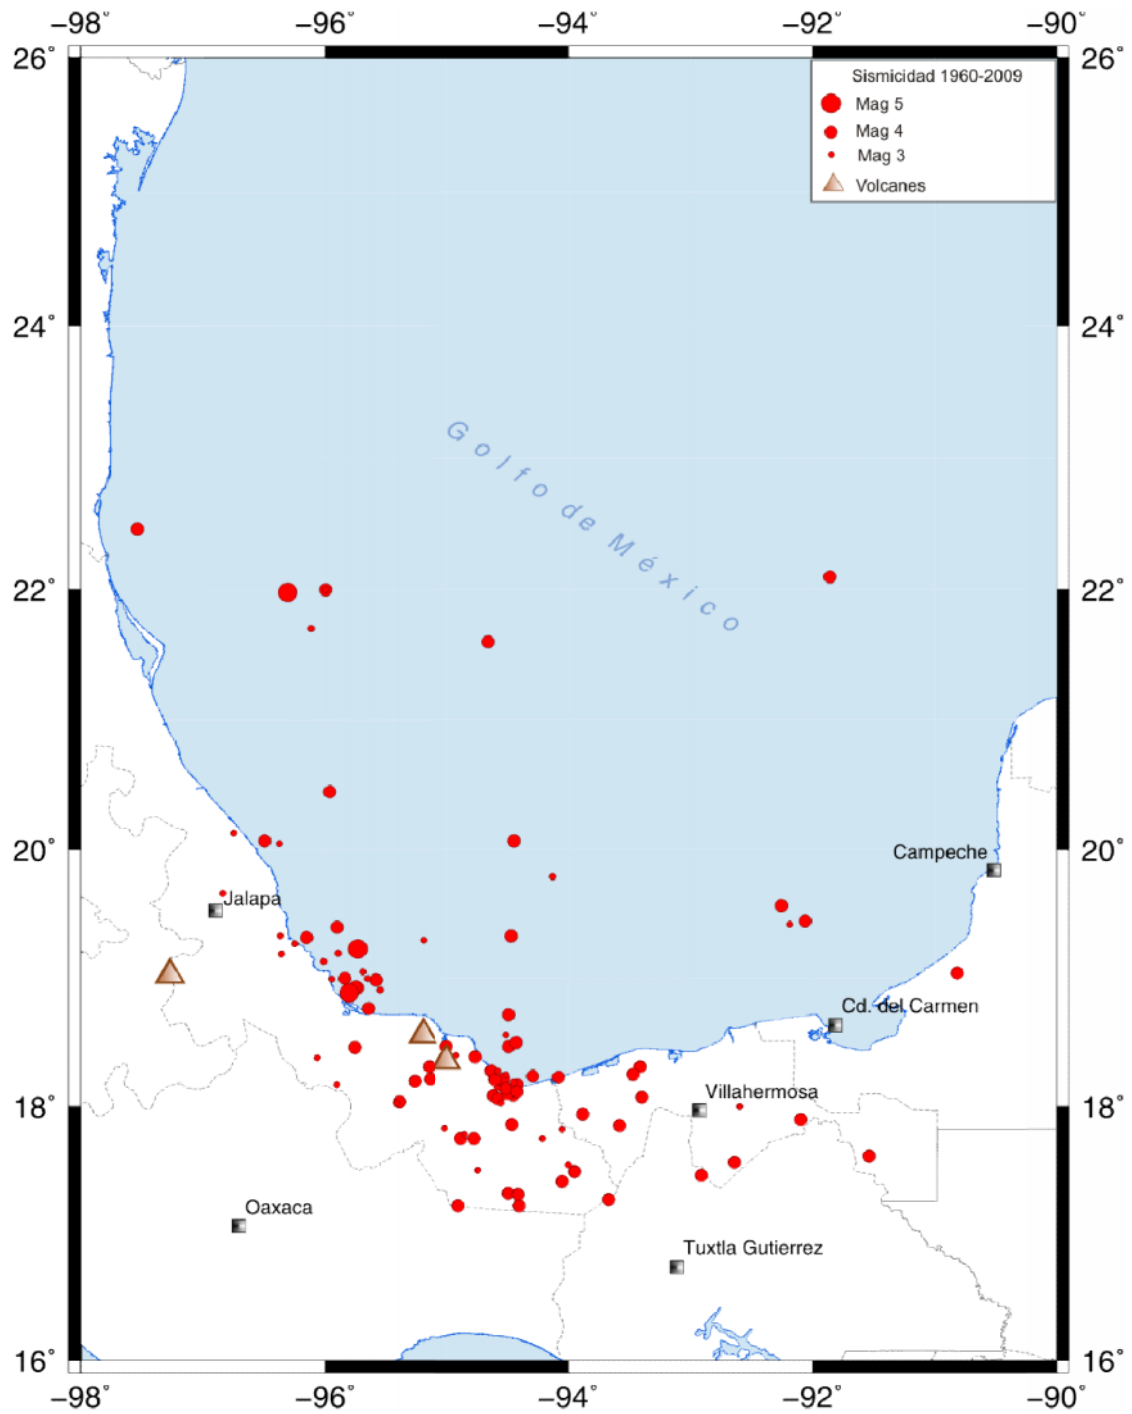 −98° −96° −94° −92° −90°
26° 26°
Sismicidad 1960-2009
Mag 5
Mag 4
Mag 3
Volcanes
24° 24°
Golfo de México
22° 22°
20° 20°
Campeche
Jalapa
Cd. del Carmen
Villahermosa
18° 18°
Oaxaca
Tuxtla Gutierrez
16° 16°
−98° −96° −94° −92° −90°